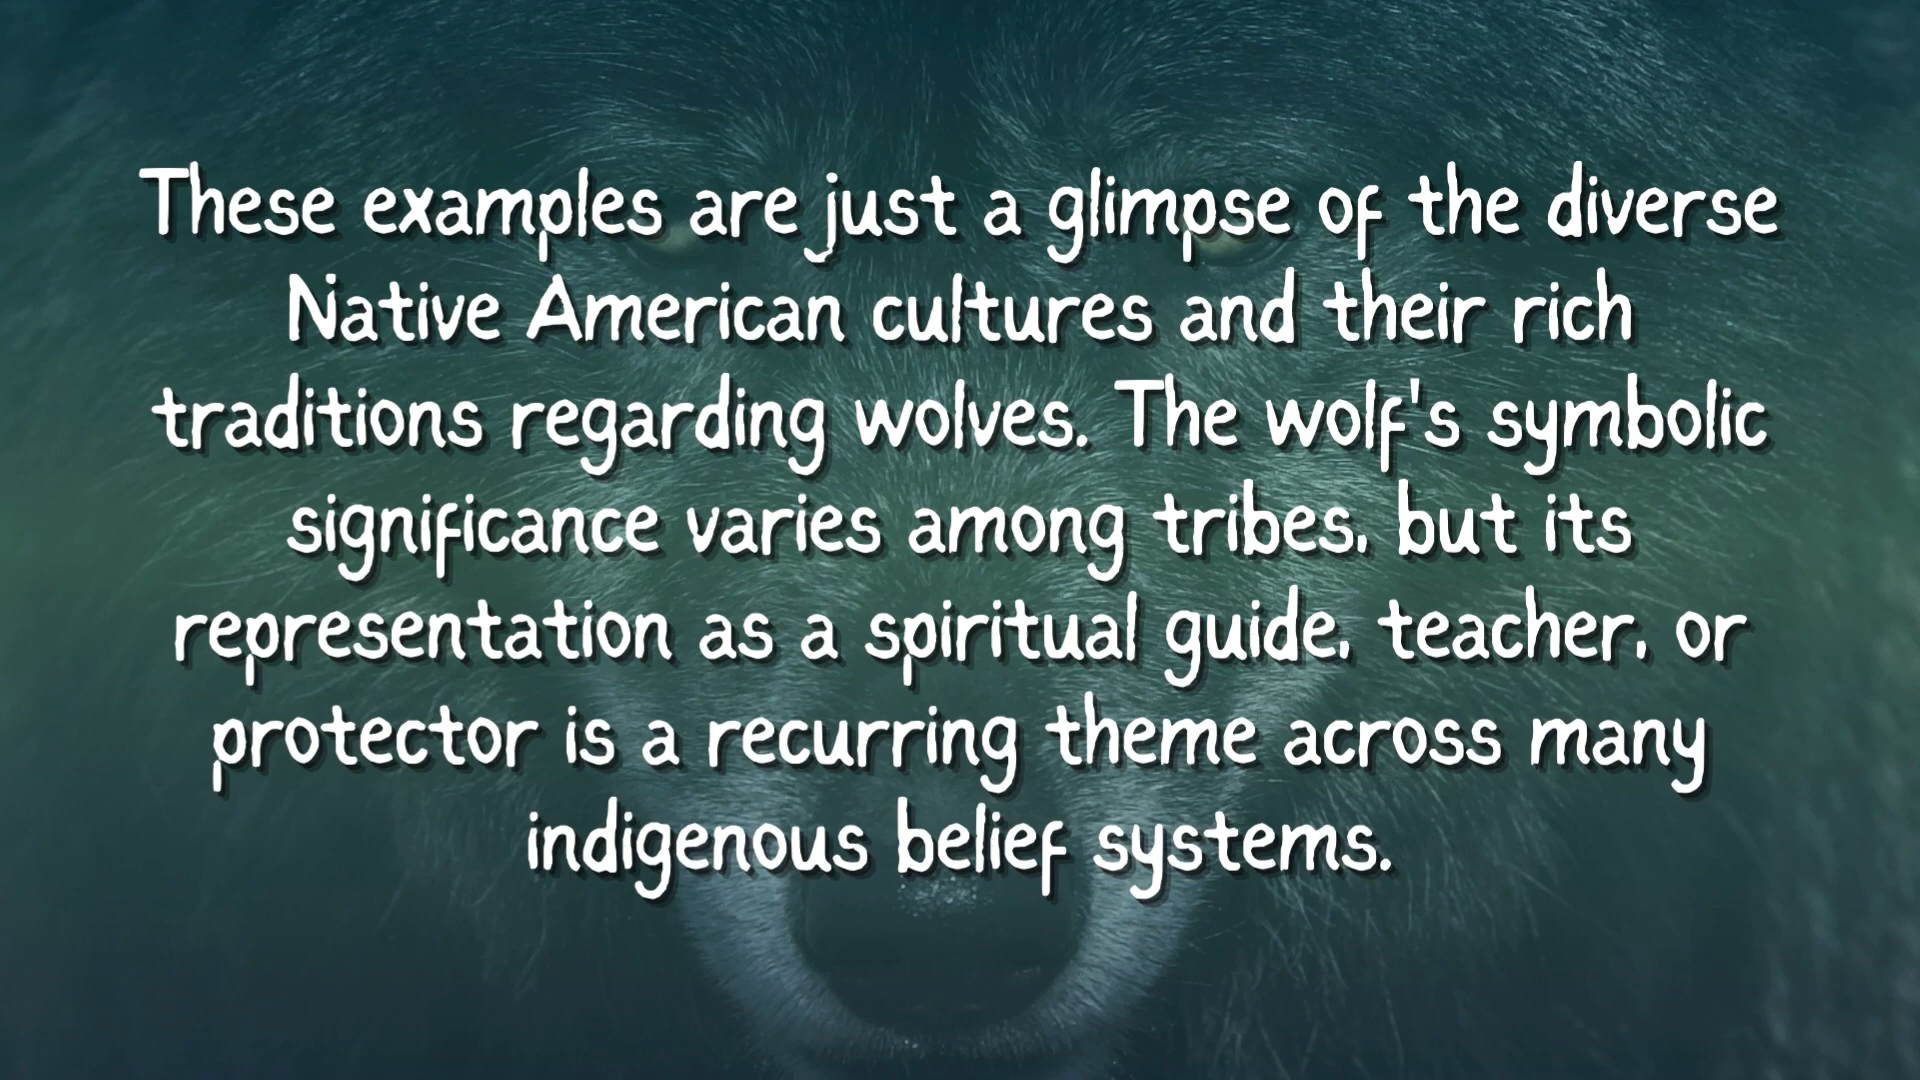 These examples are just a glimpse of the diverse
Native American cultures and their rich
traditions regarding wolves. The wolf's symbolic
significance varies among tribes, but its
representation as a spiritual guide, teacher, or
protector is a recurring theme across many
indigenous belief systems.